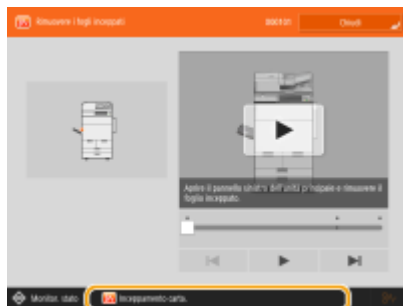 Rimuovere i fogli inceppati
Chiudi
Aprire il pannello sinistro dell'unità principale e rimuovere il
foglio inceppato.
Monitor. stato
Inceppamento carta.